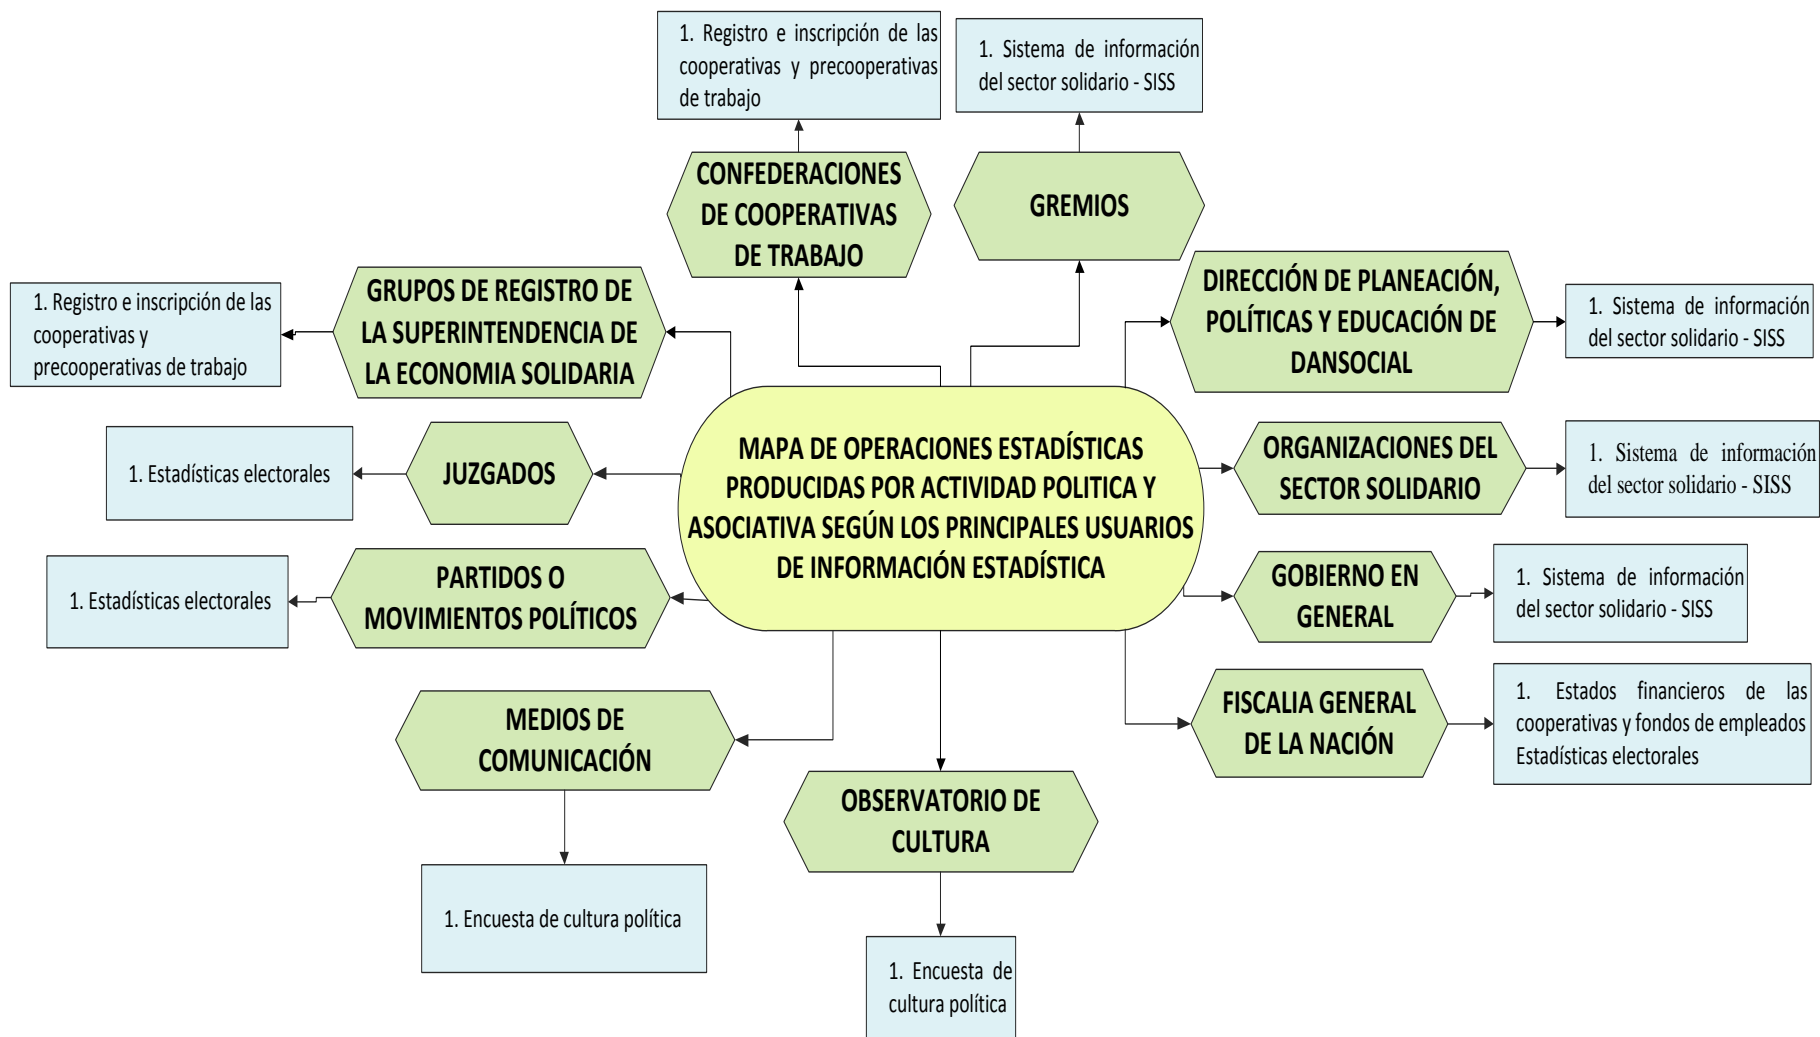 1. Registro e inscripción de las
cooperativas y precooperativas
de trabajo
1. Sistema de información
del sector solidario - SISS
CONFEDERACIONES
DE COOPERATIVAS
DE TRABAJO
GREMIOS
GRUPOS DE REGISTRO DE
LA SUPERINTENDENCIA DE
LA ECONOMIA SOLIDARIA
1. Registro e inscripción de las
cooperativas y
precooperativas de trabajo
DIRECCIÓN DE PLANEACIÓN,
POLÍTICAS Y EDUCACIÓN DE
DANSOCIAL
1. Sistema de información
del sector solidario - SISS
JUZGADOS
1. Estadísticas electorales
MAPA DE OPERACIONES ESTADÍSTICAS
PRODUCIDAS POR ACTIVIDAD POLITICA Y
ASOCIATIVA SEGÚN LOS PRINCIPALES USUARIOS
DE INFORMACIÓN ESTADÍSTICA
ORGANIZACIONES DEL
SECTOR SOLIDARIO
1. Sistema de información
del sector solidario - SISS
PARTIDOS O
MOVIMIENTOS POLÍTICOS
1. Estadísticas electorales
GOBIERNO EN
GENERAL
1. Sistema de información
del sector solidario - SISS
MEDIOS DE
COMUNICACIÓN
FISCALIA GENERAL
DE LA NACIÓN
1. Estados financieros de las
cooperativas y fondos de empleados
Estadísticas electorales
OBSERVATORIO DE
CULTURA
1. Encuesta de cultura política
1. Encuesta de
cultura política